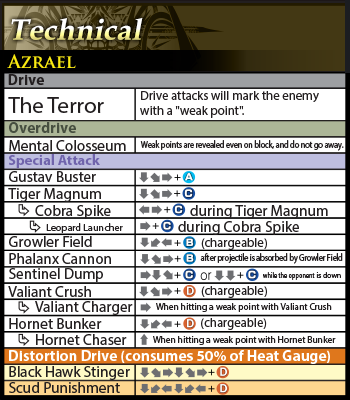 Technical
AZRAEL
Drive
The Terror
Drive attacks will mark the enemy
with a "weak point".
Overdrive
Mental Colosseum Weak points are revealed even on block, and do not go away.
Special Attack
Gustav Buster ⬇⬊➡+A
Tiger Magnum ⬇⬊➡+C
↳ Cobra Spike ⬅➡+C during Tiger Magnum
↳ Leopard Launcher ➡+C during Cobra Spike
Growler Field ⬇⬋⬅+B (chargeable)
Phalanx Cannon ⬇⬊➡+B after projectile is absorbed by Growler Field
Sentinel Dump ➡⬇⬊+C or ⬇⬇+C while the opponent is down
Valiant Crush ⬇⬊➡+D (chargeable)
↳ Valiant Charger ➡ When hitting a weak point with Valiant Crush
Hornet Bunker ⬇⬋⬅+D (chargeable)
↳ Hornet Chaser ⬆ When hitting a weak point with Hornet Bunker
Distortion Drive (consumes 50% of Heat Gauge)
Black Hawk Stinger ⬇⬊➡⬇⬊➡+D
Scud Punishment ⬇⬋⬅⬇⬋⬅+D